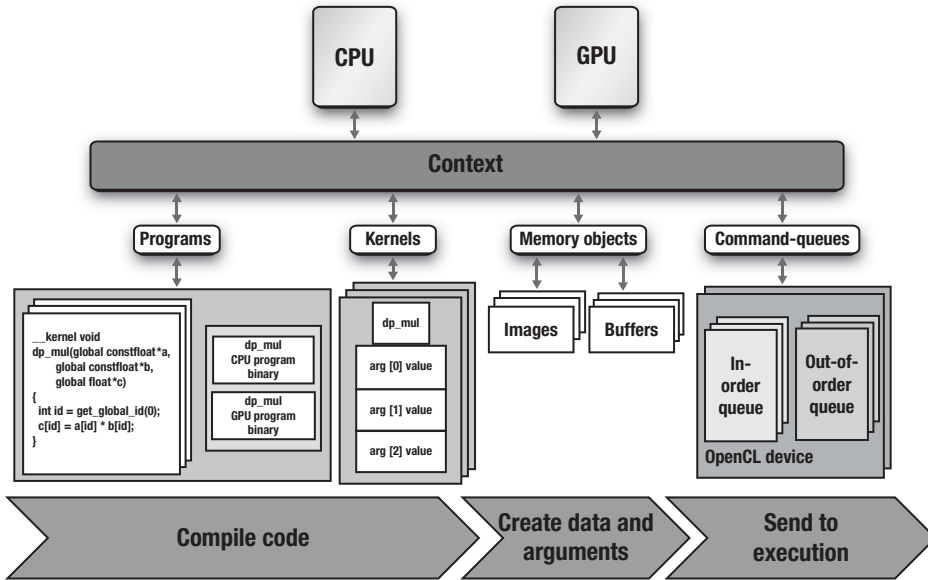 CPU
GPU
Context
Programs
Kernels
Memory objects
Command-queues
__kernel void
dp_mul(global constfloat*a,
global constfloat*b,
global float*c)
{
int id = get_global_id(0);
c[id] = a[id] * b[id];
}
dp_mul
CPU program
binary
dp_mul
GPU program
binary
dp_mul
arg [0] value
arg [1] value
arg [2] value
Images
Buffers
In-
order
queue
Out-of-
order
queue
OpenCL device
Compile code
Create data and
arguments
Send to
execution